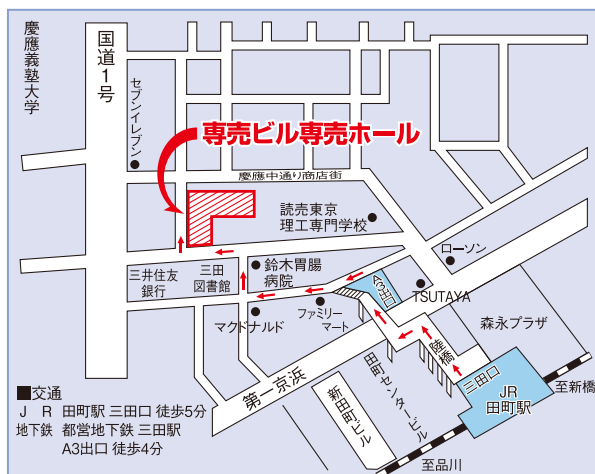 慶應義塾大学
国道1号
セブンイレブン
専売ビル専売ホール
慶應中通り商店街
読売東京
理工専門学校
ローソン
三井住友
銀行
三田
図書館
鈴木胃腸
病院
A3出口
TSUTAYA
マクドナルド
ファミリー
マート
森永プラザ
陸橋
三田口
JR
田町駅
至新橋
第一京浜
田町センタービル
新田町ビル
至品川
■交通
J R 田町駅 三田口 徒歩5分
地下鉄 都営地下鉄 三田駅
A3出口 徒歩4分